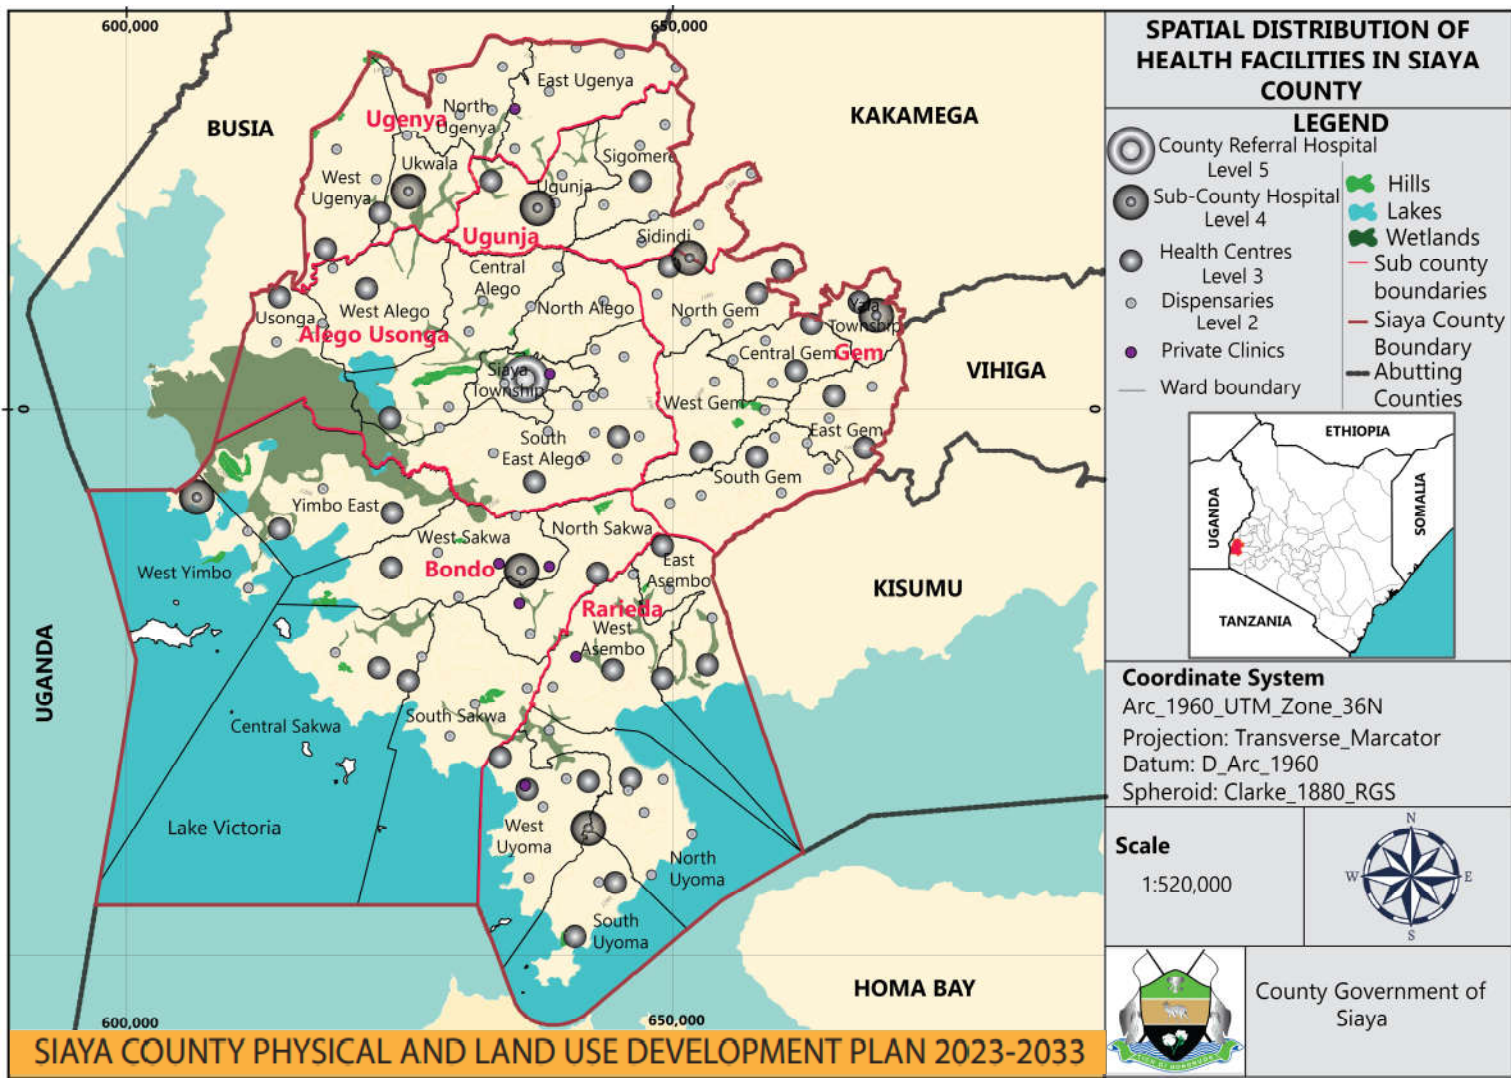 600,000
650,000
BUSIA
KAKAMEGA
East Ugenya
North
Ugenya
Ugenya
Ukwala
Sigomere
West
Ugenya
Ugunja
Ugunja
Sidindi
Central
Alego
West Alego
North Alego
North Gem
Usonga
Alego Usonga
Yala
Township
Central Gem
Gem
VIHIGA
Siaya
Township
West Gem
0
0
South
East Alego
East Gem
South Gem
Yimbo East
North Sakwa
West Sakwa
West Yimbo
Bondo
East
Asembo
KISUMU
Rarieda
West
Asembo
UGANDA
Central Sakwa
South Sakwa
Lake Victoria
West
Uyoma
North
Uyoma
South
Uyoma
HOMA BAY
600,000
650,000
SIAYA COUNTY PHYSICAL AND LAND USE DEVELOPMENT PLAN 2023-2033
SPATIAL DISTRIBUTION OF
HEALTH FACILITIES IN SIAYA
COUNTY
LEGEND
County Referral Hospital
Level 5
Sub-County Hospital
Level 4
Health Centres
Level 3
Dispensaries
Level 2
Private Clinics
Ward boundary
Hills
Lakes
Wetlands
Sub county
boundaries
Siaya County
Boundary
Abutting
Counties
ETHIOPIA
UGANDA
SOMALIA
TANZANIA
Coordinate System
Arc_1960_UTM_Zone_36N
Projection: Transverse_Marcator
Datum: D_Arc_1960
Spheroid: Clarke_1880_RGS
Scale
1:520,000
N
W
E
S
County Government of
Siaya